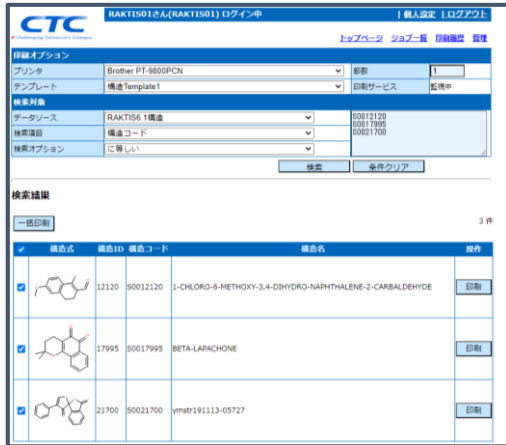 CTC
Challenging Tomorrow's Changes
RAKTIS01さん(RAKTIS01) ログイン中 | 個人設定 | ログアウト
トップページ ジョブ一覧 印刷履歴 管理
印刷オプション
プリンタ Brother PT-9800PCN 部数 1
テンプレート 構造Template1 印刷サービス 監視中
検索対象
データソース RAKTIS6.1構造 S0012120
S0017995
検索項目 構造コード S0021700
検索オプション に等しい
検索 条件クリア
検索結果
一括印刷 3 件
構造式 構造ID 構造コード 構造名 操作
12120 S0012120 1-CHLORO-6-METHOXY-3,4-DIHYDRO-NAPHTHALENE-2-CARBALDEHYDE 印刷
17995 S0017995 BETA-LAPACHONE 印刷
21700 S0021700 ymstr191113-05727 印刷